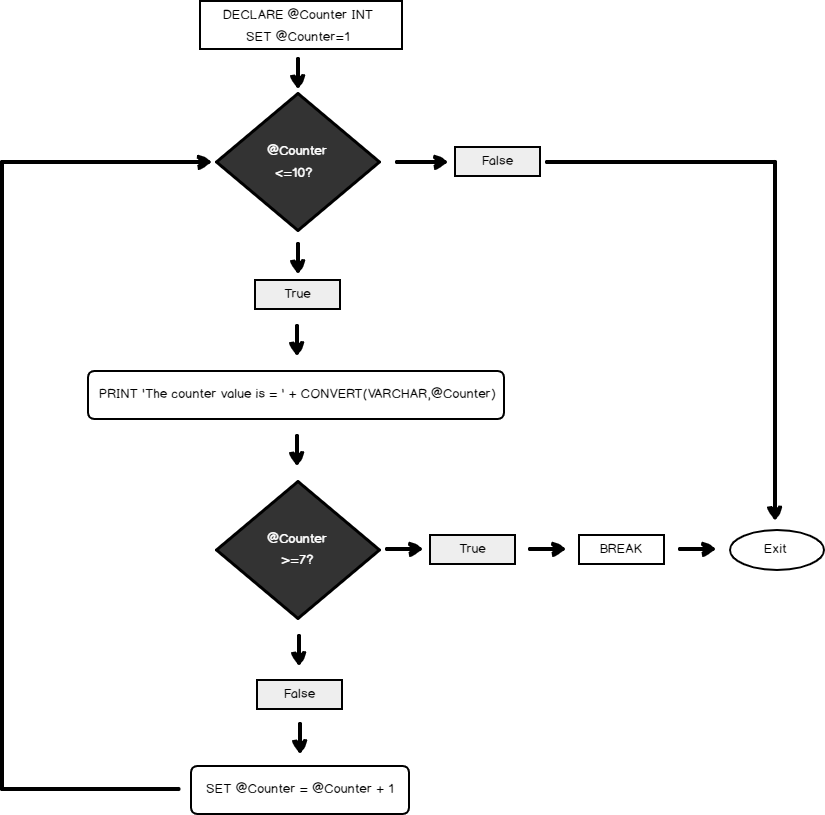 DECLARE @Counter INT
SET @Counter=1
@Counter
<=10?
False
True
PRINT 'The counter value is = ' + CONVERT(VARCHAR,@Counter)
@Counter
>=7?
True
BREAK
Exit
False
SET @Counter = @Counter + 1